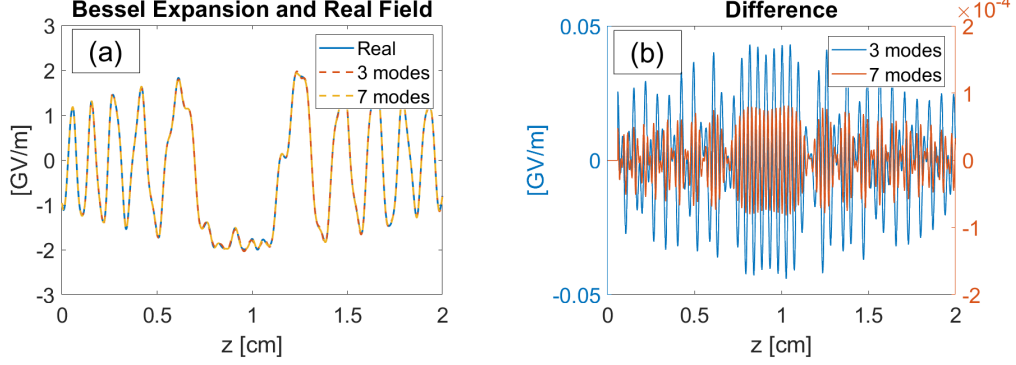 Bessel Expansion and Real Field
(a)
Real
3 modes
7 modes
3
2
1
0
-1
-2
-3
[GV/m]
0
0.5
1
1.5
2
z [cm]
Difference
×10-4
(b)
3 modes
7 modes
0.05
0
-0.05
[GV/m]
2
1
0
-1
-2
0
0.5
1
1.5
2
z [cm]